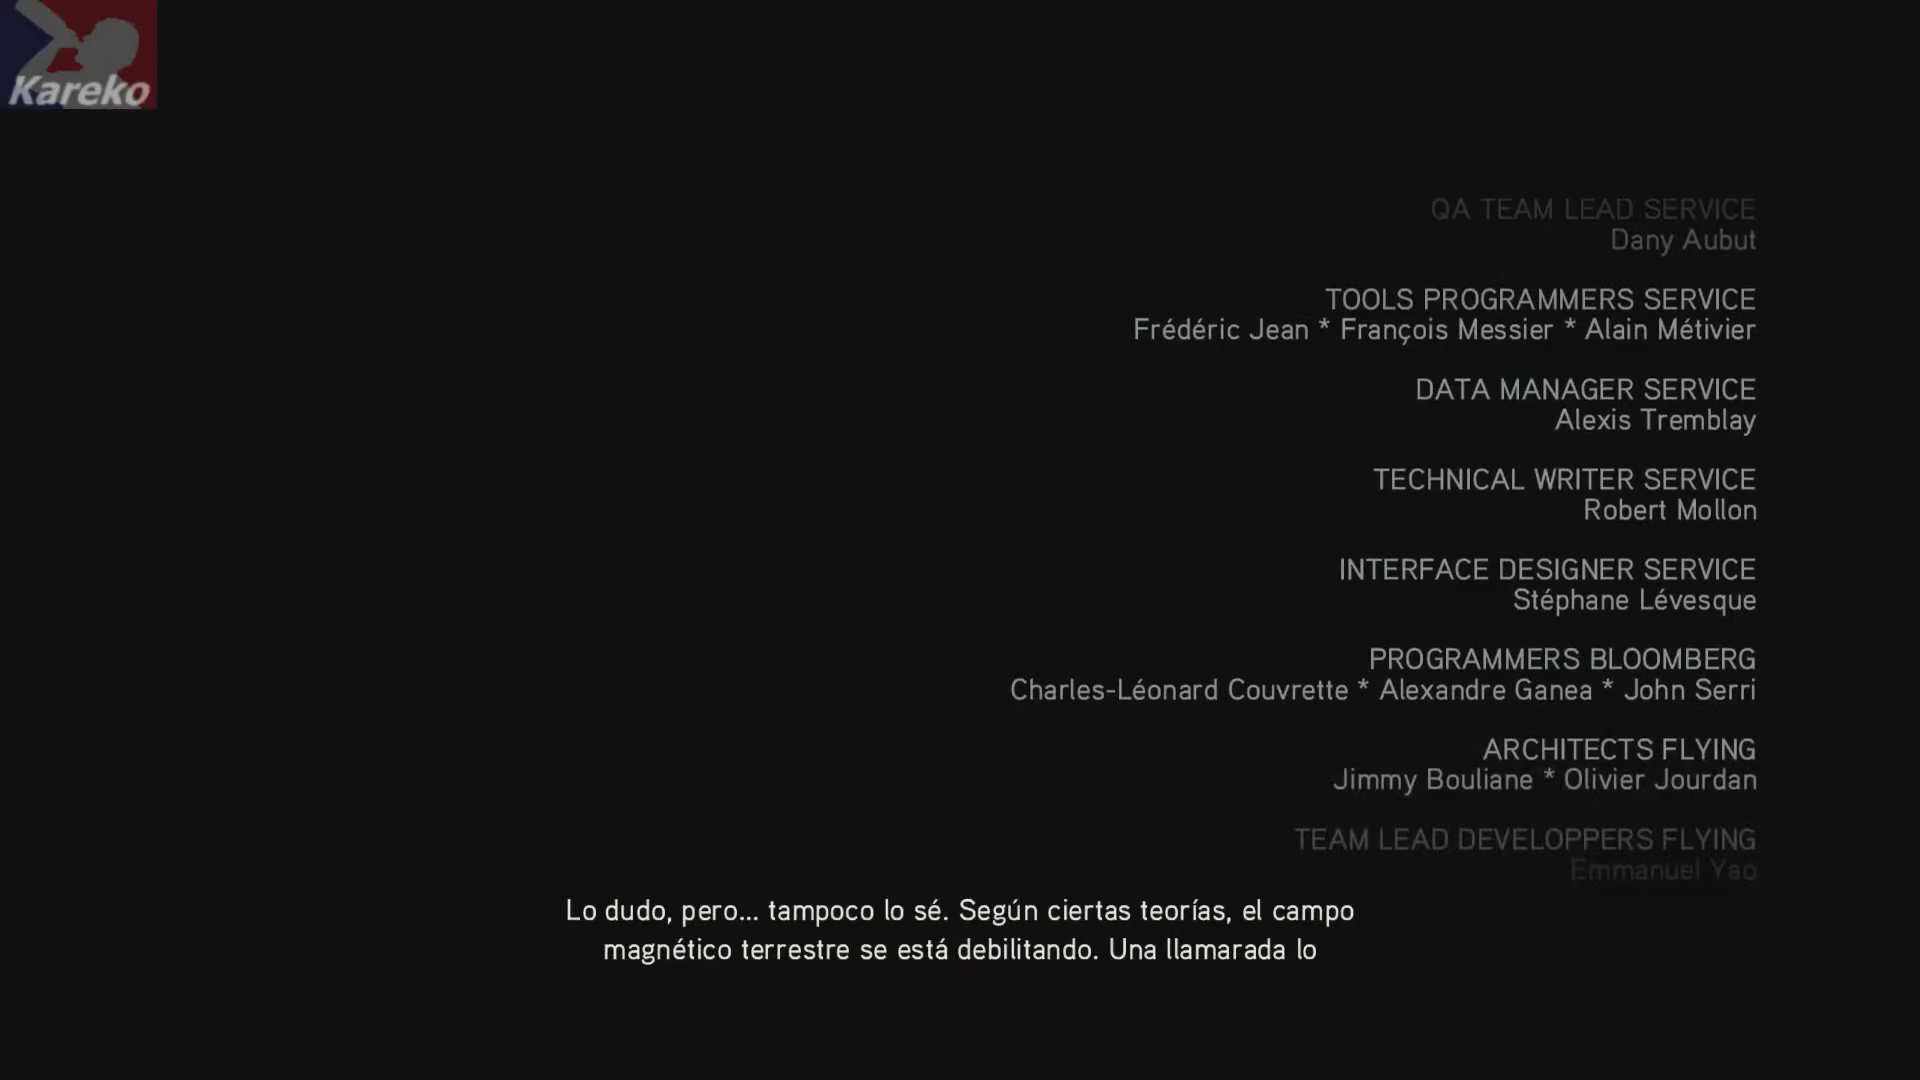 Kareko
QA TEAM LEAD SERVICE
Dany Aubut
TOOLS PROGRAMMERS SERVICE
Frédéric Jean * François Messier * Alain Métivier
DATA MANAGER SERVICE
Alexis Tremblay
TECHNICAL WRITER SERVICE
Robert Mollon
INTERFACE DESIGNER SERVICE
Stéphane Lévesque
PROGRAMMERS BLOOMBERG
Charles-Léonard Couvrette * Alexandre Ganea * John Serri
ARCHITECTS FLYING
Jimmy Bouliane * Olivier Jourdan
TEAM LEAD DEVELOPPERS FLYING
Emmanuel Yao
Lo dudo, pero... tampoco lo sé. Según ciertas teorías, el campo
magnético terrestre se está debilitando. Una llamarada lo